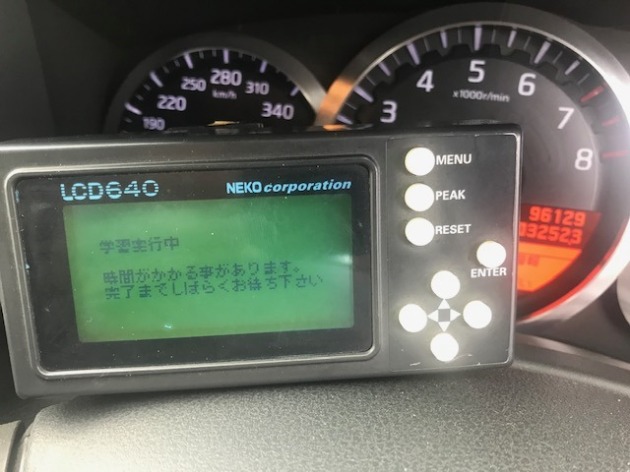 190
220
250
280
310
340
km/h
3
4
5
6
7
8
x1000r/min
LCD640
NEKO corporation
学習実行中
時間がかかる事があります。
完了までしばらくお待ち下さい
MENU
PEAK
RESET
ENTER
96129